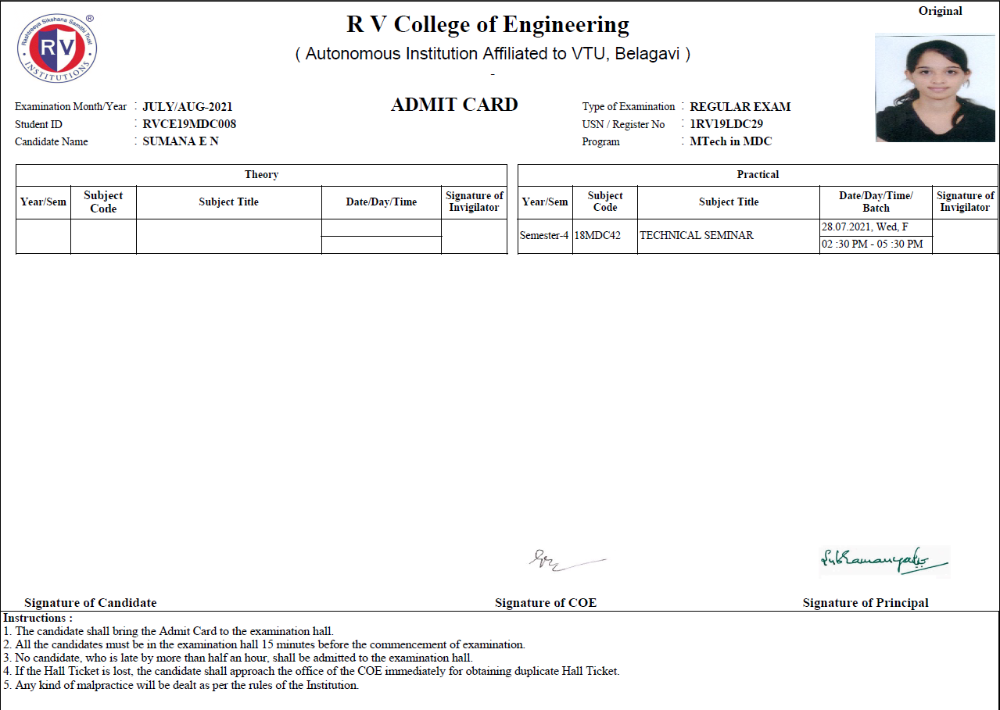 Original
Rashtreeya Sikshana Samithi Trust
®
RV
INSTITUTIONS
R V College of Engineering
( Autonomous Institution Affiliated to VTU, Belagavi )
-
ADMIT CARD
Examination Month/Year : JULY/AUG-2021
Type of Examination : REGULAR EXAM
Student ID : RVCE19MDC008
USN / Register No : 1RV19LDC29
Candidate Name : SUMANA E N
Program : MTech in MDC
Theory
Year/Sem Subject Code Subject Title Date/Day/Time Signature of Invigilator
Practical
Year/Sem Subject Code Subject Title Date/Day/Time/ Batch Signature of Invigilator
Semester-4 18MDC42 TECHNICAL SEMINAR 28.07.2021, Wed, F
02 :30 PM - 05 :30 PM
Signature of Candidate Signature of COE Signature of Principal
Instructions :
1. The candidate shall bring the Admit Card to the examination hall.
2. All the candidates must be in the examination hall 15 minutes before the commencement of examination.
3. No candidate, who is late by more than half an hour, shall be admitted to the examination hall.
4. If the Hall Ticket is lost, the candidate shall approach the office of the COE immediately for obtaining duplicate Hall Ticket.
5. Any kind of malpractice will be dealt as per the rules of the Institution.